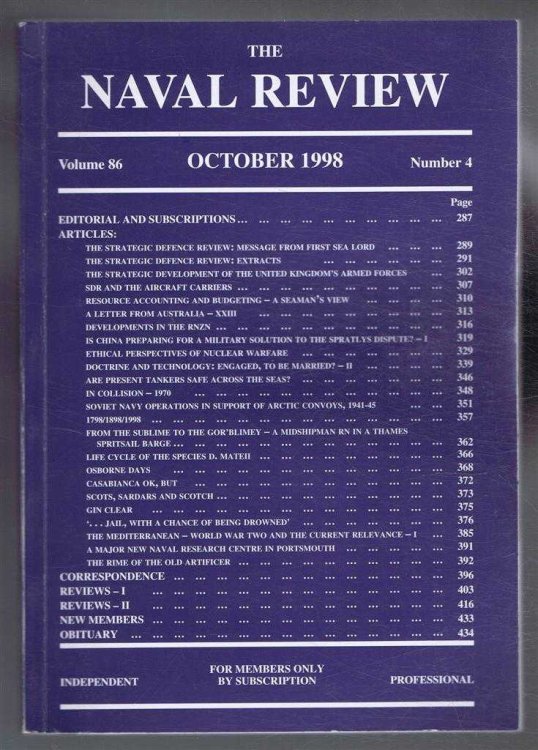 THE
NAVAL REVIEW
Volume 86 OCTOBER 1998 Number 4
Page
EDITORIAL AND SUBSCRIPTIONS ... ... ... ... ... ... ... ... ... 287
ARTICLES:
THE STRATEGIC DEFENCE REVIEW: MESSAGE FROM FIRST SEA LORD ... ... 289
THE STRATEGIC DEFENCE REVIEW: EXTRACTS ... ... ... ... 291
THE STRATEGIC DEVELOPMENT OF THE UNITED KINGDOM'S ARMED FORCES ... 302
SDR AND THE AIRCRAFT CARRIERS ... ... ... ... ... ... ... ... 307
RESOURCE ACCOUNTING AND BUDGETING – A SEAMAN'S VIEW ... ... ... 310
A LETTER FROM AUSTRALIA – XXIII ... ... ... ... ... ... ... 313
DEVELOPMENTS IN THE RNZN ... ... ... ... ... ... ... ... ... 316
IS CHINA PREPARING FOR A MILITARY SOLUTION TO THE SPRATLYS DISPUTE? – I 319
ETHICAL PERSPECTIVES OF NUCLEAR WARFARE ... ... ... ... ... 329
DOCTRINE AND TECHNOLOGY: ENGAGED, TO BE MARRIED? – II ... ... ... 339
ARE PRESENT TANKERS SAFE ACROSS THE SEAS? ... ... ... ... ... 346
IN COLLISION – 1970 ... ... ... ... ... ... ... ... ... 348
SOVIET NAVY OPERATIONS IN SUPPORT OF ARCTIC CONVOYS, 1941-45 ... ... 351
1798/1898/1998 ... ... ... ... ... ... ... ... ... ... ... 357
FROM THE SUBLIME TO THE GOR'BLIMEY – A MIDSHIPMAN RN IN A THAMES
SPRITSAIL BARGE ... ... ... ... ... ... ... ... ... ... 362
LIFE CYCLE OF THE SPECIES D. MATEII ... ... ... ... ... ... ... 366
OSBORNE DAYS ... ... ... ... ... ... ... ... ... ... 368
CASABIANCA OK, BUT ... ... ... ... ... ... ... ... ... 372
SCOTS, SARDARS AND SCOTCH ... ... ... ... ... ... ... ... ... 373
GIN CLEAR ... ... ... ... ... ... ... ... ... ... 375
'. . . JAIL, WITH A CHANCE OF BEING DROWNED' ... ... ... ... ... 376
THE MEDITERRANEAN – WORLD WAR TWO AND THE CURRENT RELEVANCE – I ... 385
A MAJOR NEW NAVAL RESEARCH CENTRE IN PORTSMOUTH ... ... ... ... 391
THE RIME OF THE OLD ARTIFICER ... ... ... ... ... ... ... ... 392
CORRESPONDENCE ... ... ... ... ... ... ... ... ... ... ... 396
REVIEWS – I ... ... ... ... ... ... ... ... ... ... ... 403
REVIEWS – II ... ... ... ... ... ... ... ... ... ... ... 416
NEW MEMBERS ... ... ... ... ... ... ... ... ... ... ... 433
OBITUARY ... ... ... ... ... ... ... ... ... ... ... 434
INDEPENDENT FOR MEMBERS ONLY PROFESSIONAL
BY SUBSCRIPTION